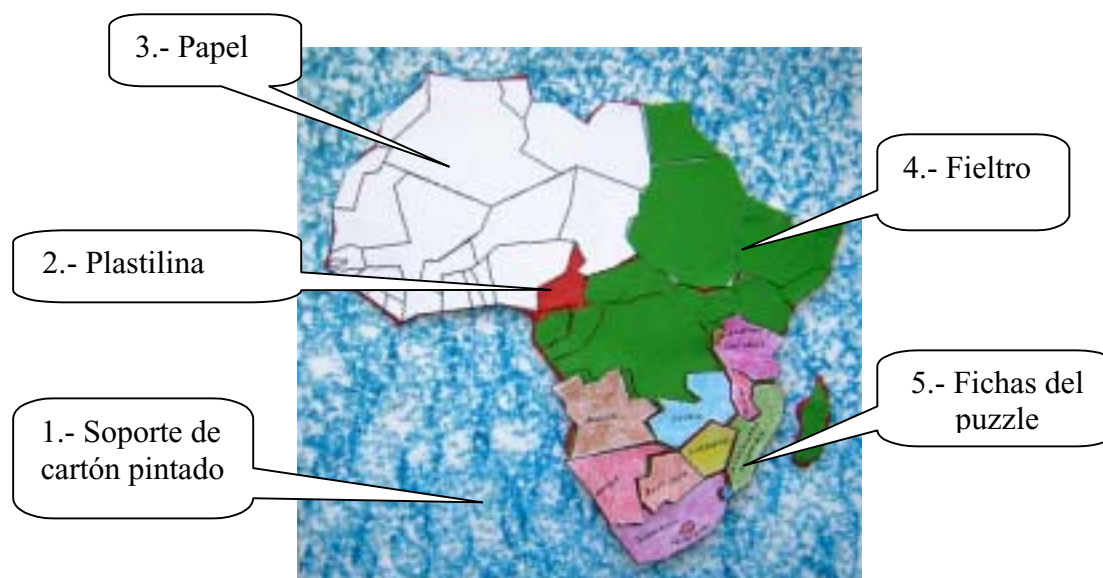 3.- Papel
4.- Fieltro
2.- Plastilina
5.- Fichas del
puzzle
1.- Soporte de
cartón pintado